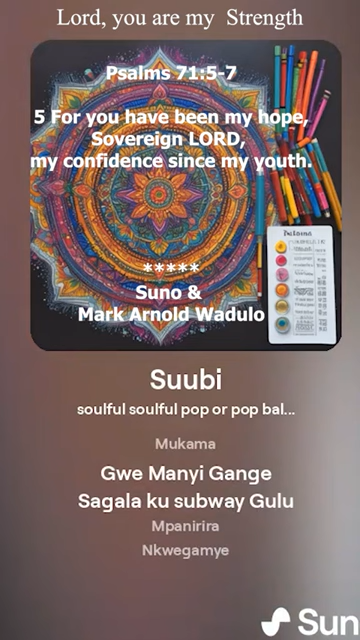 Lord, you are my Strength
Psalms 71:5-7
5 For you have been my hope,
Sovereign LORD,
my confidence since my youth.
*****
Suno &
Mark Arnold Wadulo
Suubi
soulful soulful pop or pop bal...
Mukama
Gwe Manyi Gange
Sagala ku subway Gulu
Mpanirira
Nkwegamye
Sun